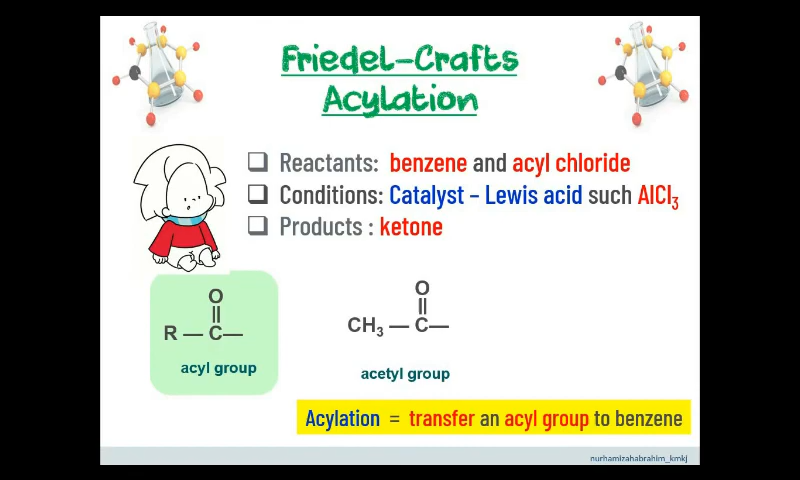 Friedel-Crafts
Acylation
Reactants: benzene and acyl chloride
Conditions: Catalyst – Lewis acid such AlCl₃
Products : ketone
O
R — C —
acyl group
O
CH₃ — C —
acetyl group
Acylation = transfer an acyl group to benzene
nurhamizahabrahim_kmkj